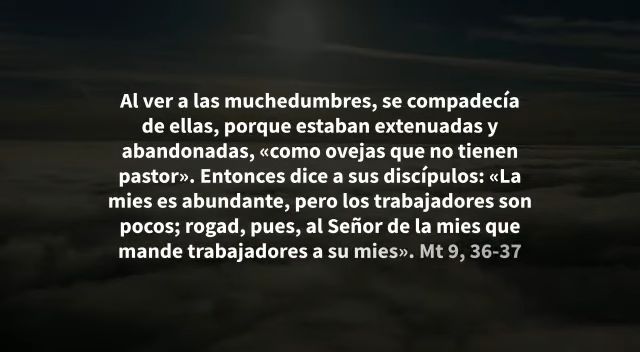 Al ver a las muchedumbres, se compadecía
de ellas, porque estaban extenuadas y
abandonadas, «como ovejas que no tienen
pastor». Entonces dice a sus discípulos: «La
mies es abundante, pero los trabajadores son
pocos; rogad, pues, al Señor de la mies que
mande trabajadores a su mies». Mt 9, 36-37